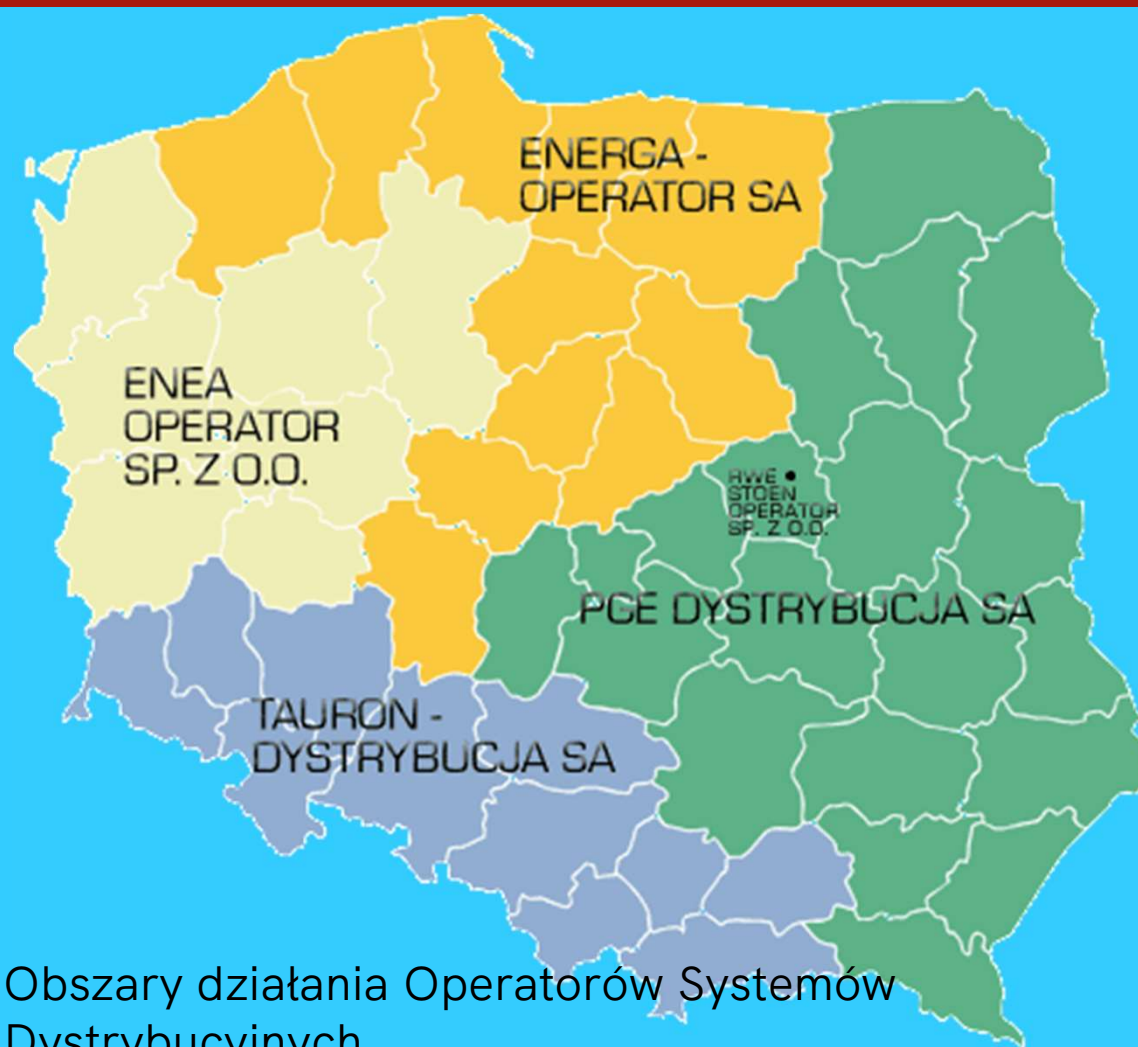 ENERGA -
OPERATOR SA
ENEA
OPERATOR
SP. Z O.O.
RWE
STOEN
OPERATOR
SP. Z O.O.
PGE DYSTRYBUCJA SA
TAURON -
DYSTRYBUCJA SA
Obszary działania Operatorów Systemów
Dystrybucyjnych